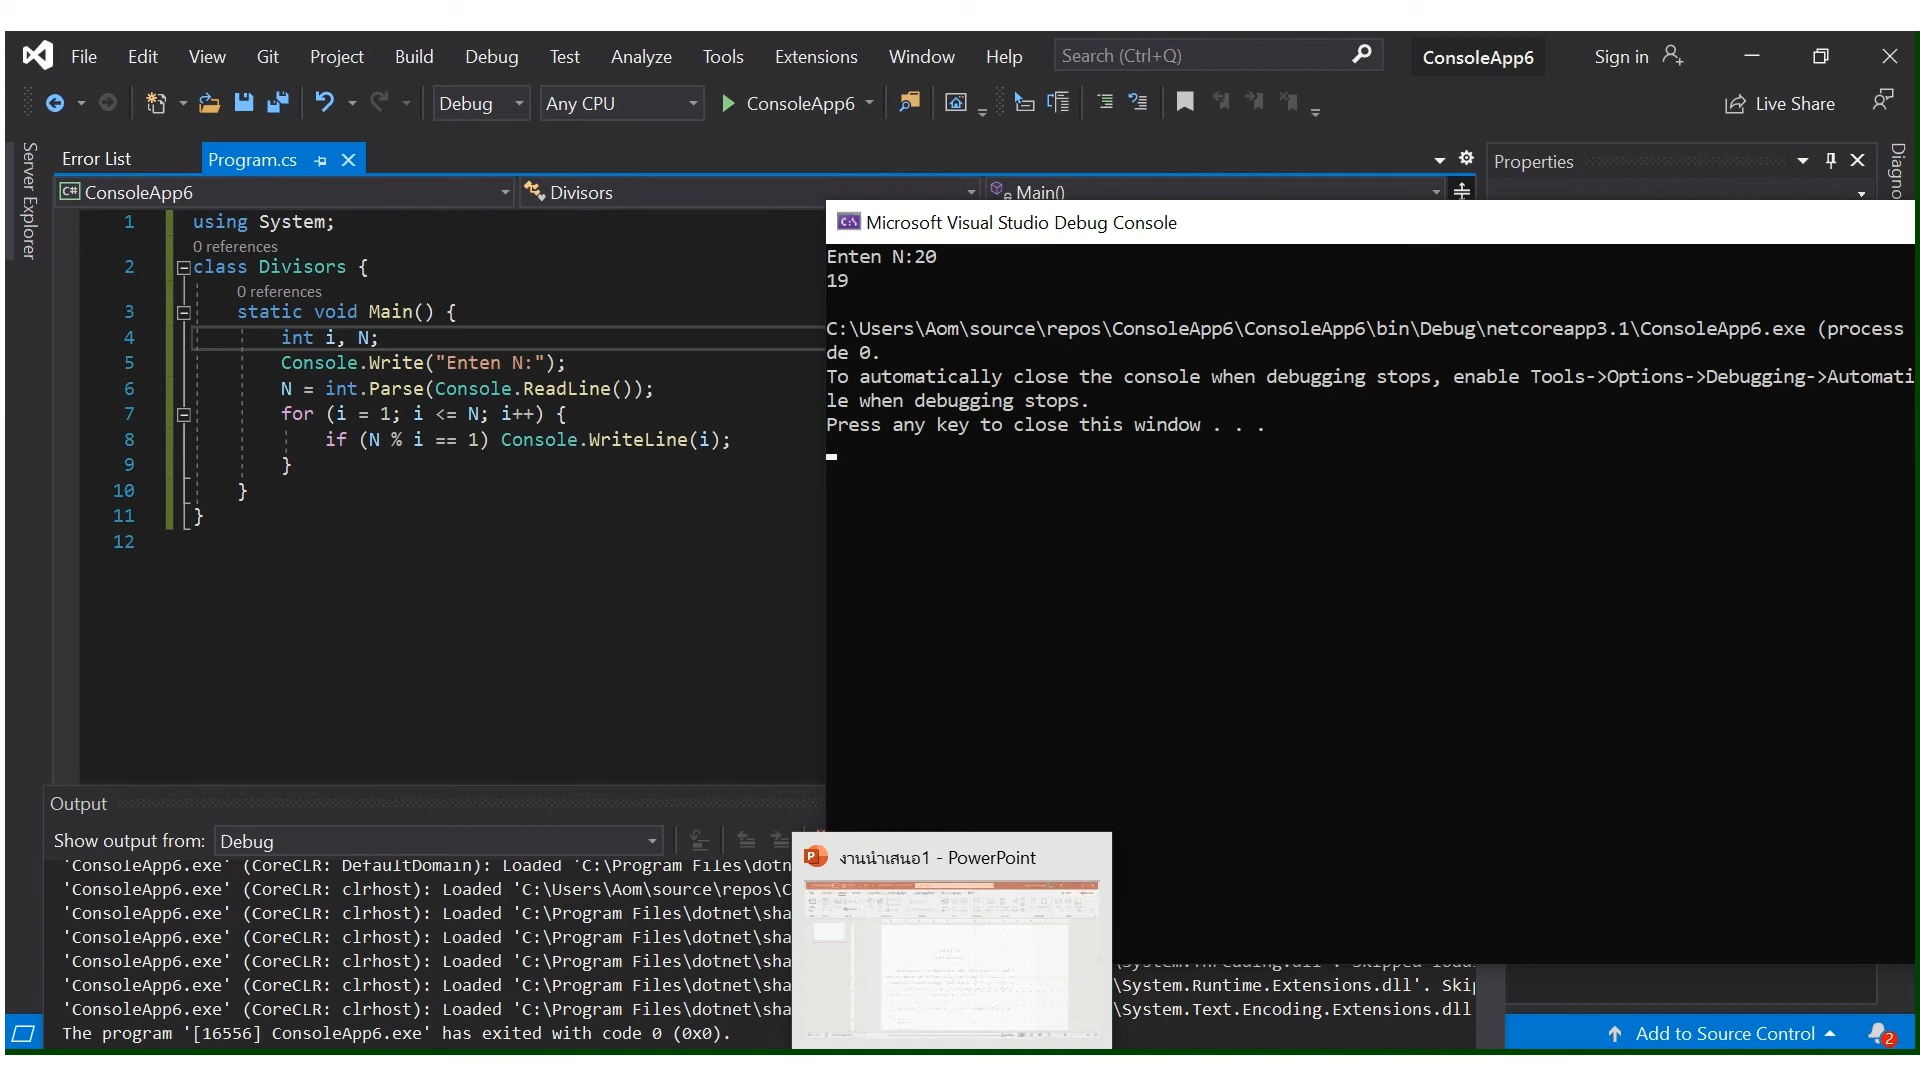 File Edit View Git Project Build Debug Test Analyze Tools Extensions Window Help Search (Ctrl+Q) ConsoleApp6 Sign in
Debug Any CPU ConsoleApp6 Live Share
Server Explorer
Error List Program.cs Properties
Diagno
C# ConsoleApp6 Divisors Main()
1 using System;
0 references
2 class Divisors {
0 references
3 static void Main() {
4 int i, N;
5 Console.Write("Enten N:");
6 N = int.Parse(Console.ReadLine());
7 for (i = 1; i <= N; i++) {
8 if (N % i == 1) Console.WriteLine(i);
9 }
10 }
11 }
12
Microsoft Visual Studio Debug Console
Enten N:20
19
C:\Users\Aom\source\repos\ConsoleApp6\ConsoleApp6\bin\Debug\netcoreapp3.1\ConsoleApp6.exe (process
de 0.
To automatically close the console when debugging stops, enable Tools->Options->Debugging->Automati
le when debugging stops.
Press any key to close this window . . .
Output
Show output from: Debug
'ConsoleApp6.exe' (CoreCLR: DefaultDomain): Loaded 'C:\Program Files\dotn
'ConsoleApp6.exe' (CoreCLR: clrhost): Loaded 'C:\Users\Aom\source\repos\C
'ConsoleApp6.exe' (CoreCLR: clrhost): Loaded 'C:\Program Files\dotnet\sha
'ConsoleApp6.exe' (CoreCLR: clrhost): Loaded 'C:\Program Files\dotnet\sha
'ConsoleApp6.exe' (CoreCLR: clrhost): Loaded 'C:\Program Files\dotnet\sha
'ConsoleApp6.exe' (CoreCLR: clrhost): Loaded 'C:\Program Files\dotnet\sha \System.Runtime.Extensions.dll'. Skip
'ConsoleApp6.exe' (CoreCLR: clrhost): Loaded 'C:\Program Files\dotnet\sha \System.Text.Encoding.Extensions.dll
The program '[16556] ConsoleApp6.exe' has exited with code 0 (0x0).
งานนำเสนอ1 - PowerPoint
Add to Source Control 2